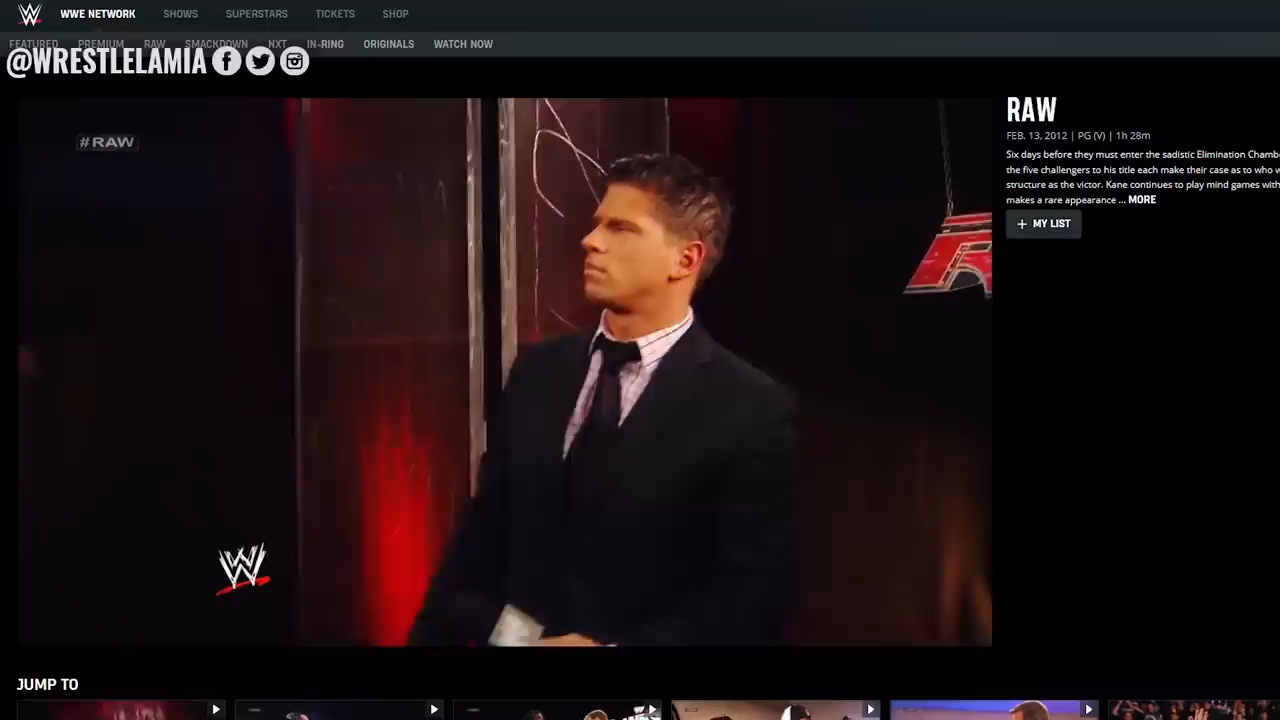 WWE NETWORK SHOWS SUPERSTARS TICKETS SHOP
FEATURED PREMIUM RAW SMACKDOWN NXT IN-RING ORIGINALS WATCH NOW
@WRESTLELAMIA
#RAW
RAW
FEB. 13, 2012 | PG (V) | 1h 28m
Six days before they must enter the sadistic Elimination Chambe
the five challengers to his title each make their case as to who w
structure as the victor. Kane continues to play mind games with
makes a rare appearance ... MORE
+ MY LIST
JUMP TO